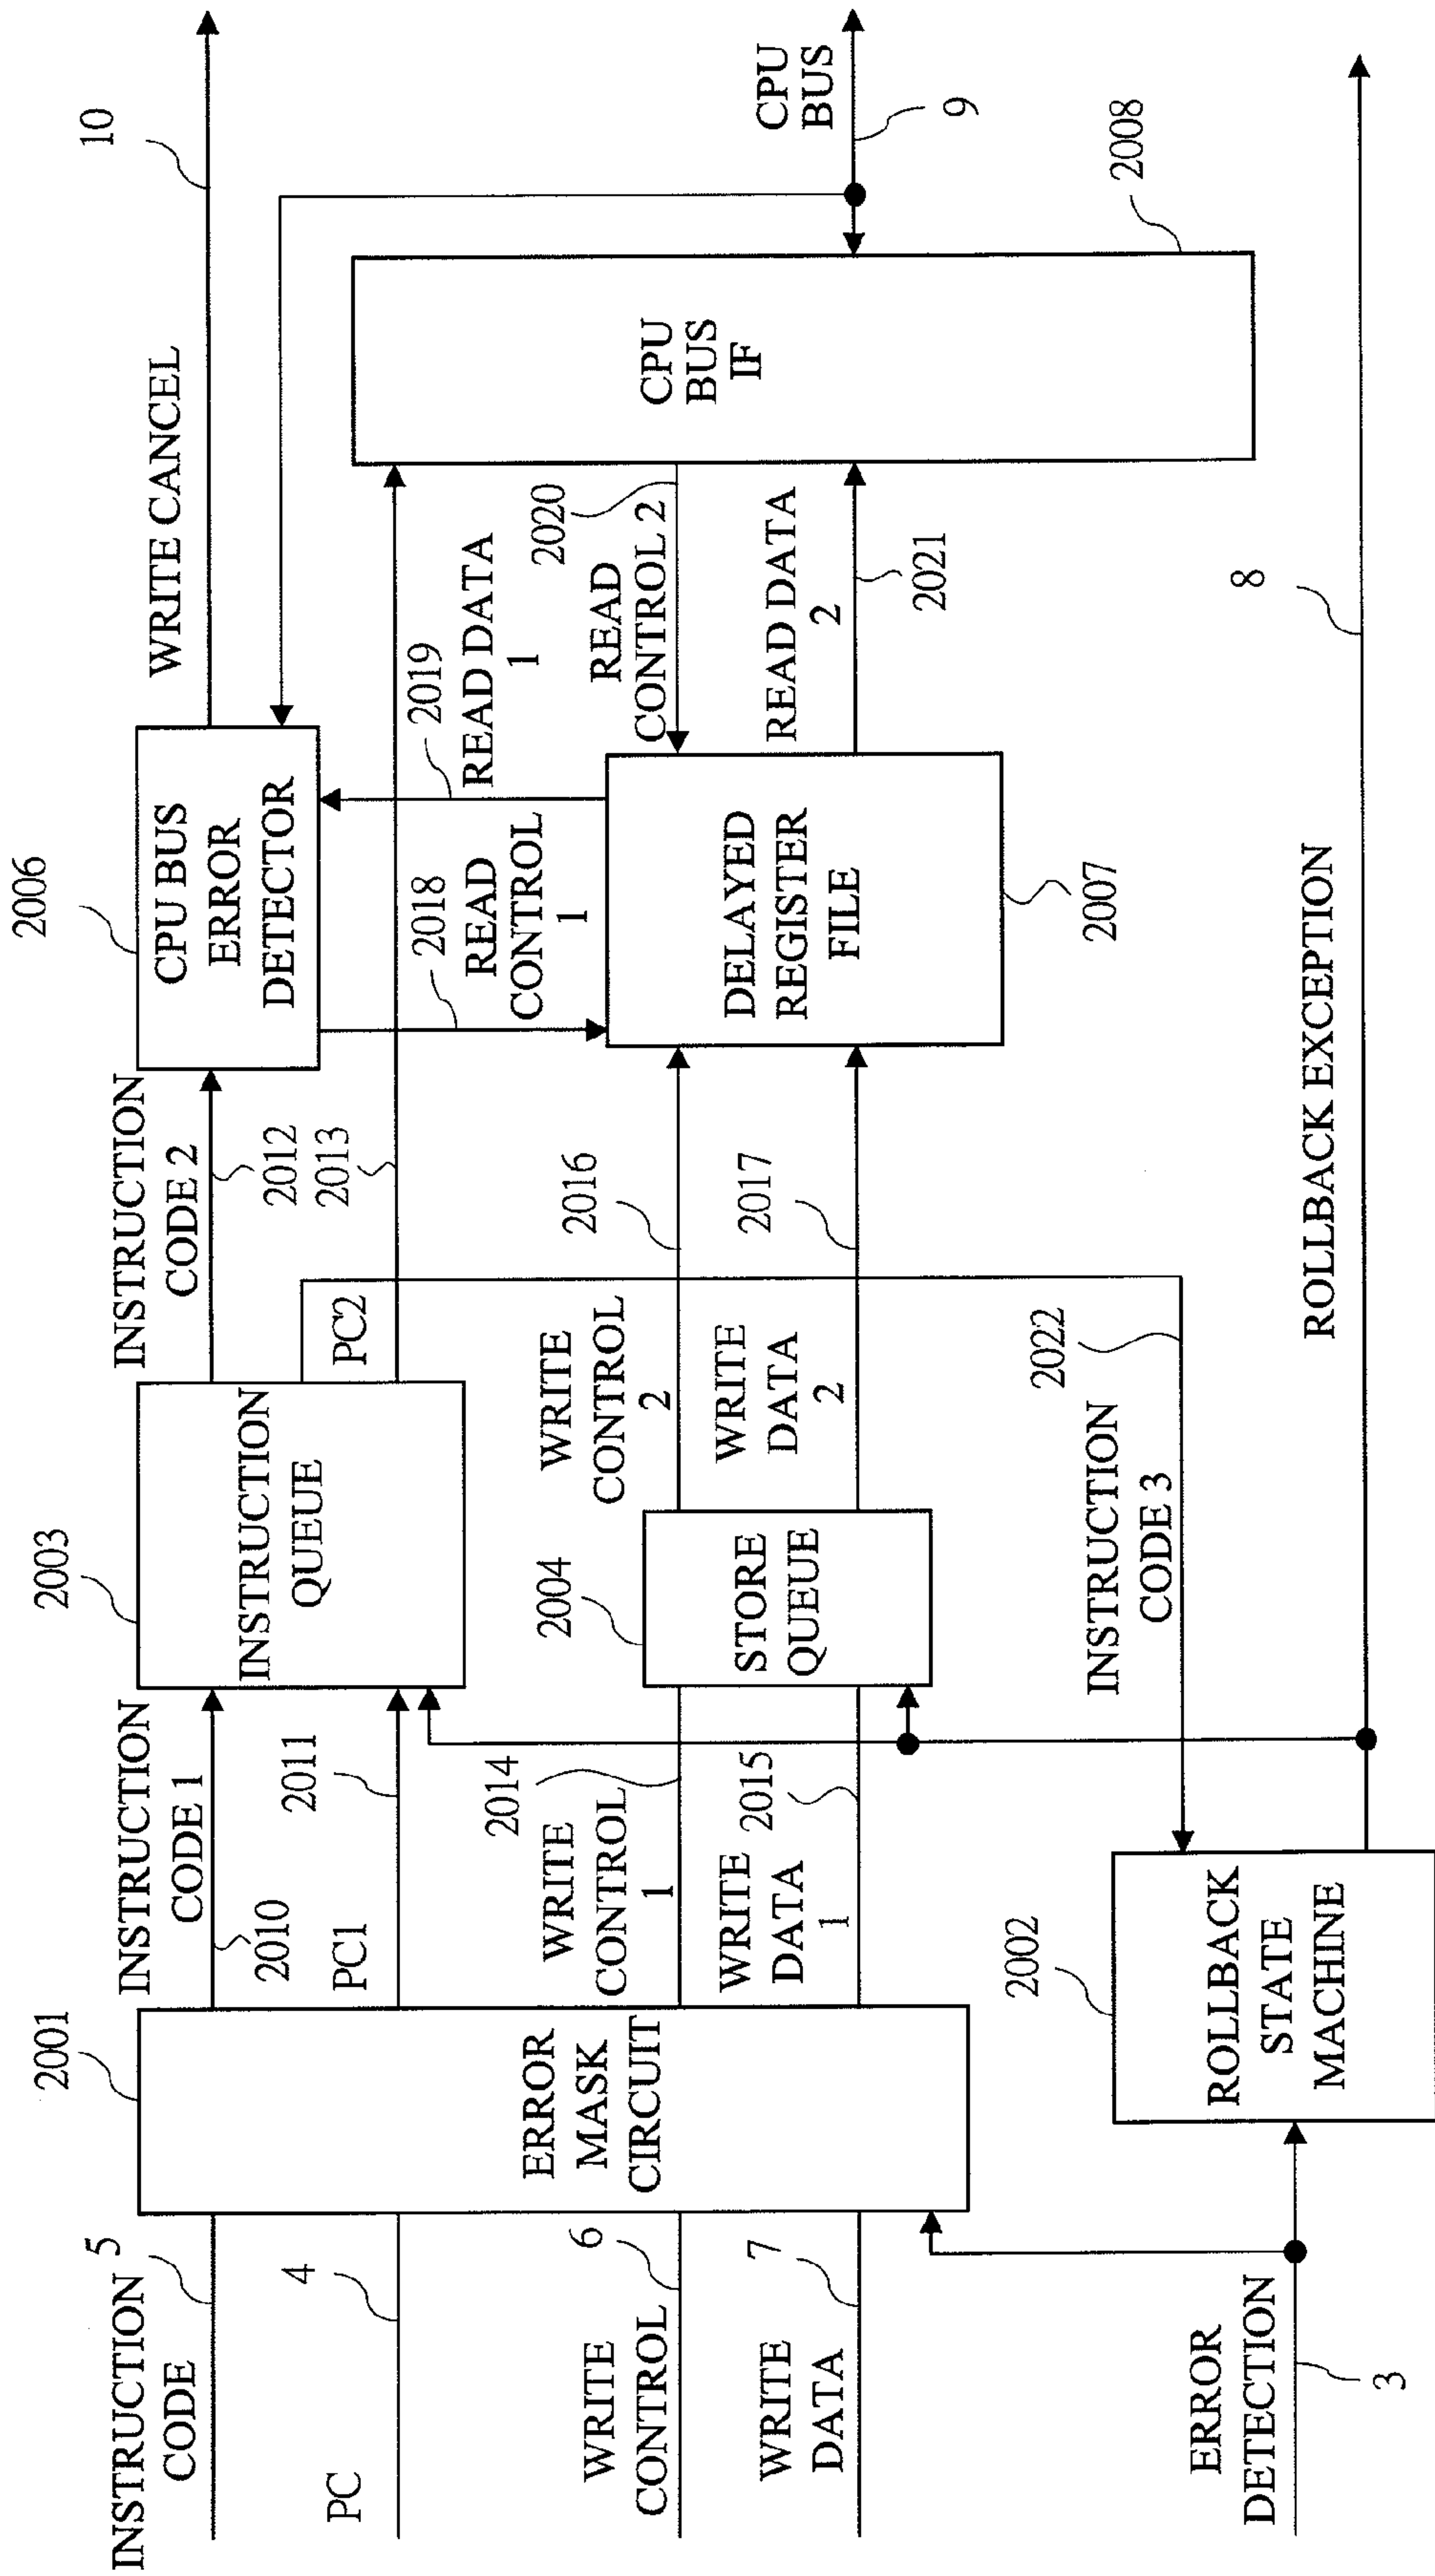 10
WRITE CANCEL
CPU
BUS
9
2006
CPU BUS
ERROR
DETECTOR
2008
CPU
BUS
IF
INSTRUCTION
CODE 2
2012
2013
PC2
2018
READ
CONTROL
1
2019
READ DATA
1
2020
READ
CONTROL 2
READ DATA
2
2021
DELAYED
REGISTER
FILE
2007
2003
INSTRUCTION
QUEUE
2016
WRITE
CONTROL
2
2017
WRITE
DATA
2
2004
STORE
QUEUE
2022
INSTRUCTION
CODE 3
8
ROLLBACK EXCEPTION
INSTRUCTION
CODE 1
2010
2011
PC1
2014
WRITE
CONTROL
1
2015
WRITE
DATA
1
2001
ERROR
MASK
CIRCUIT
2002
ROLLBACK
STATE
MACHINE
INSTRUCTION
CODE
5
PC
4
WRITE
CONTROL
6
WRITE
DATA
7
ERROR
DETECTION
3